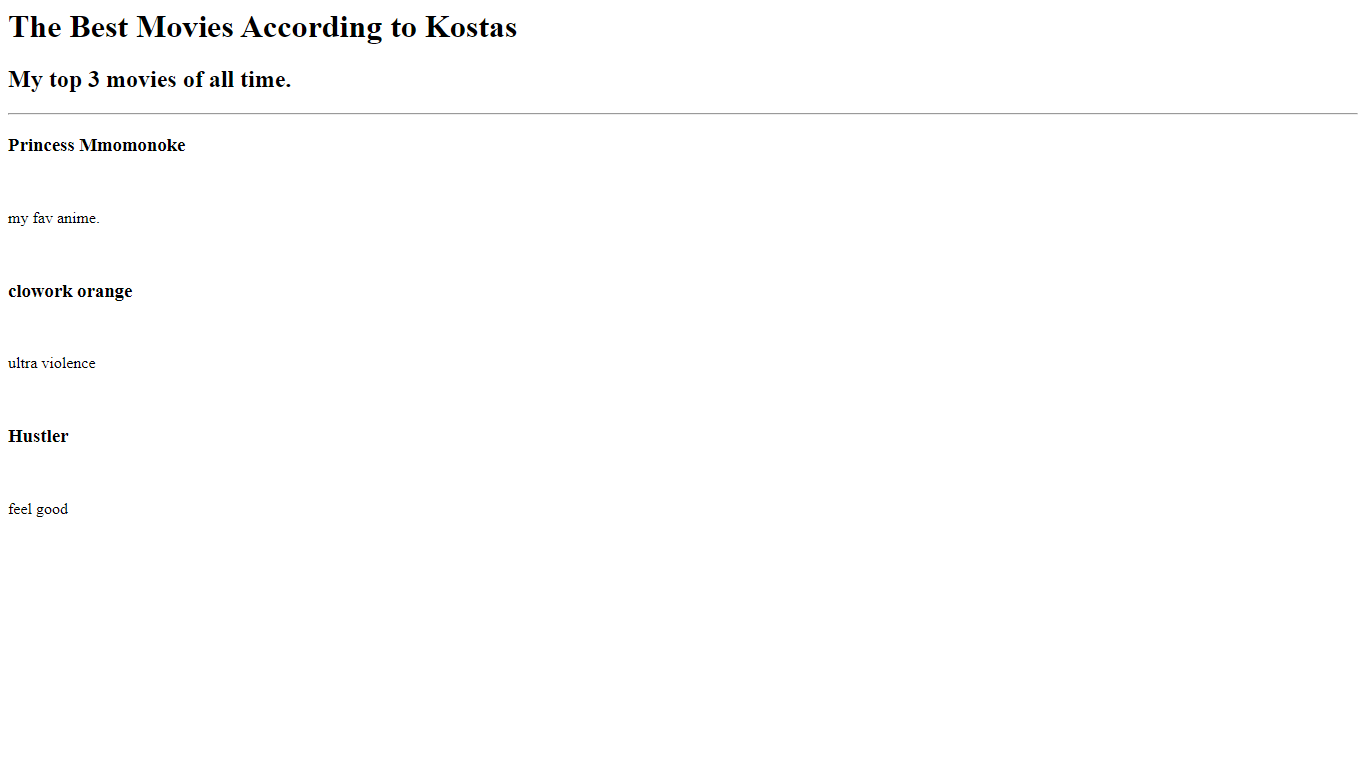 The Best Movies According to Kostas
My top 3 movies of all time.
Princess Mmomonoke
my fav anime.
clowork orange
ultra violence
Hustler
feel good